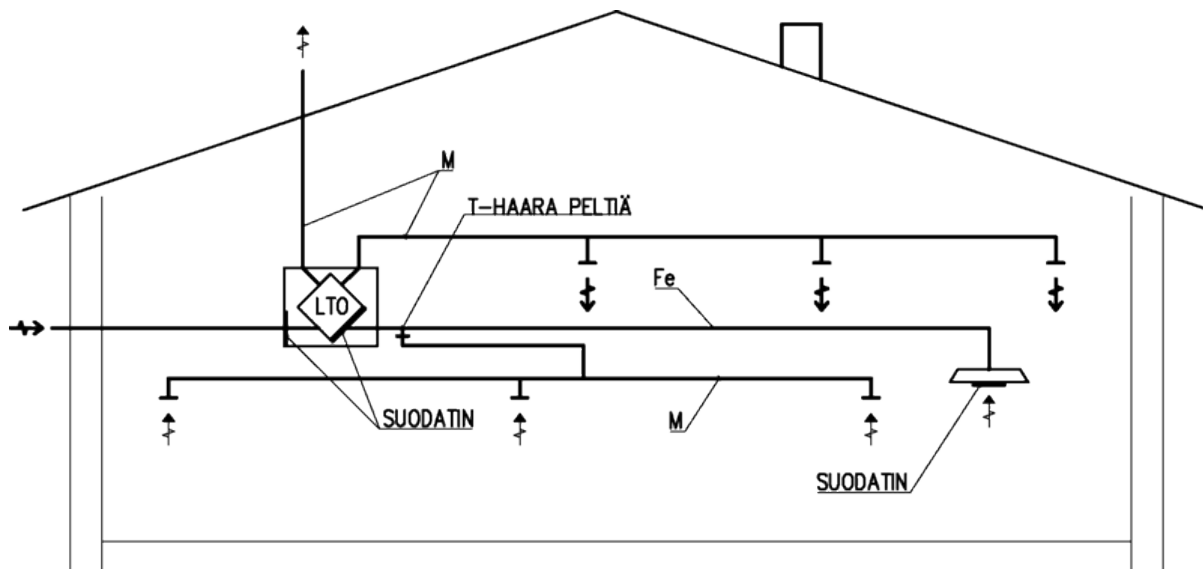 M
T-HAARA PELTIÄ
LTO
Fe
SUODATIN
M
SUODATIN